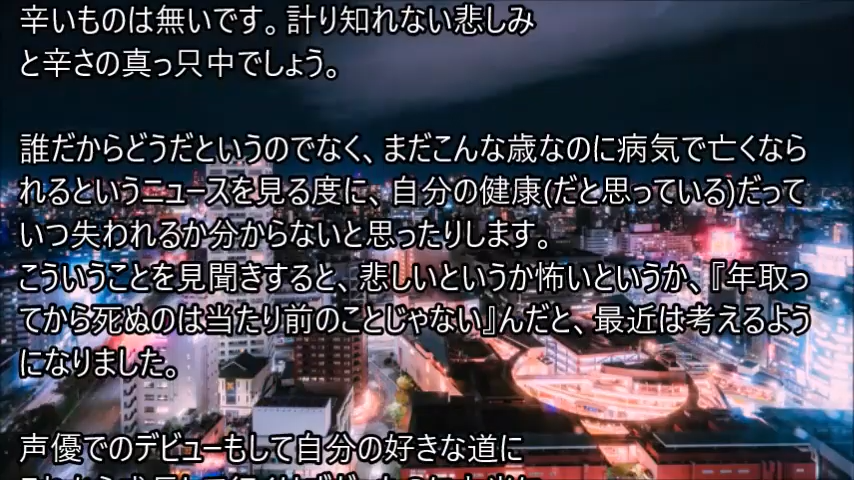 辛いものは無いです。計り知れない悲しみ
と辛さの真っ只中でしょう。
誰だからどうだというのでなく、まだこんな歳なのに病気で亡くなら
れるというニュースを見る度に、自分の健康(だと思っている)だって
いつ失われるか分からないと思ったりします。
こういうことを見聞きすると、悲しいというか怖いというか、『年取っ
てから死ぬのは当たり前のことじゃない』んだと、最近は考えるよう
になりました。
声優でのデビューもして自分の好きな道に